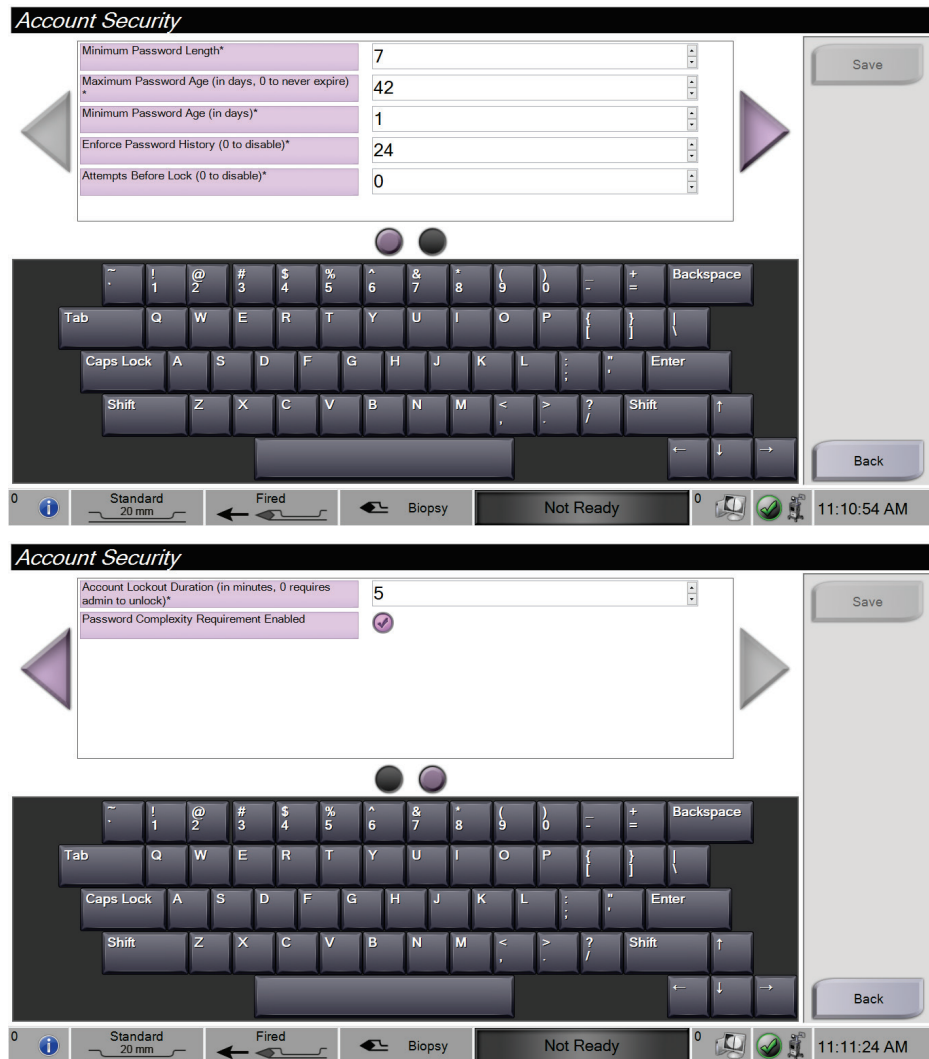 Account Security
Minimum Password Length*
7
Save
Maximum Password Age (in days, 0 to never expire)
*
42
Minimum Password Age (in days)*
1
Enforce Password History (0 to disable)*
24
Attempts Before Lock (0 to disable)*
0
~ ! @ # $ % ^ & * ( ) _ + Backspace
` 1 2 3 4 5 6 7 8 9 0 - =
Tab Q W E R T Y U I O P { } |
[ ] \
Caps Lock A S D F G H J K L : " Enter
; '
Shift Z X C V B N M < > ? Shift ↑
, . /
← ↓ →
Back
0 Standard Fired Biopsy Not Ready 0 11:10:54 AM
20 mm
Account Security
Account Lockout Duration (in minutes, 0 requires
admin to unlock)*
5
Save
Password Complexity Requirement Enabled
~ ! @ # $ % ^ & * ( ) _ + Backspace
` 1 2 3 4 5 6 7 8 9 0 - =
Tab Q W E R T Y U I O P { } |
[ ] \
Caps Lock A S D F G H J K L : " Enter
; '
Shift Z X C V B N M < > ? Shift ↑
, . /
← ↓ →
Back
0 Standard Fired Biopsy Not Ready 0 11:11:24 AM
20 mm